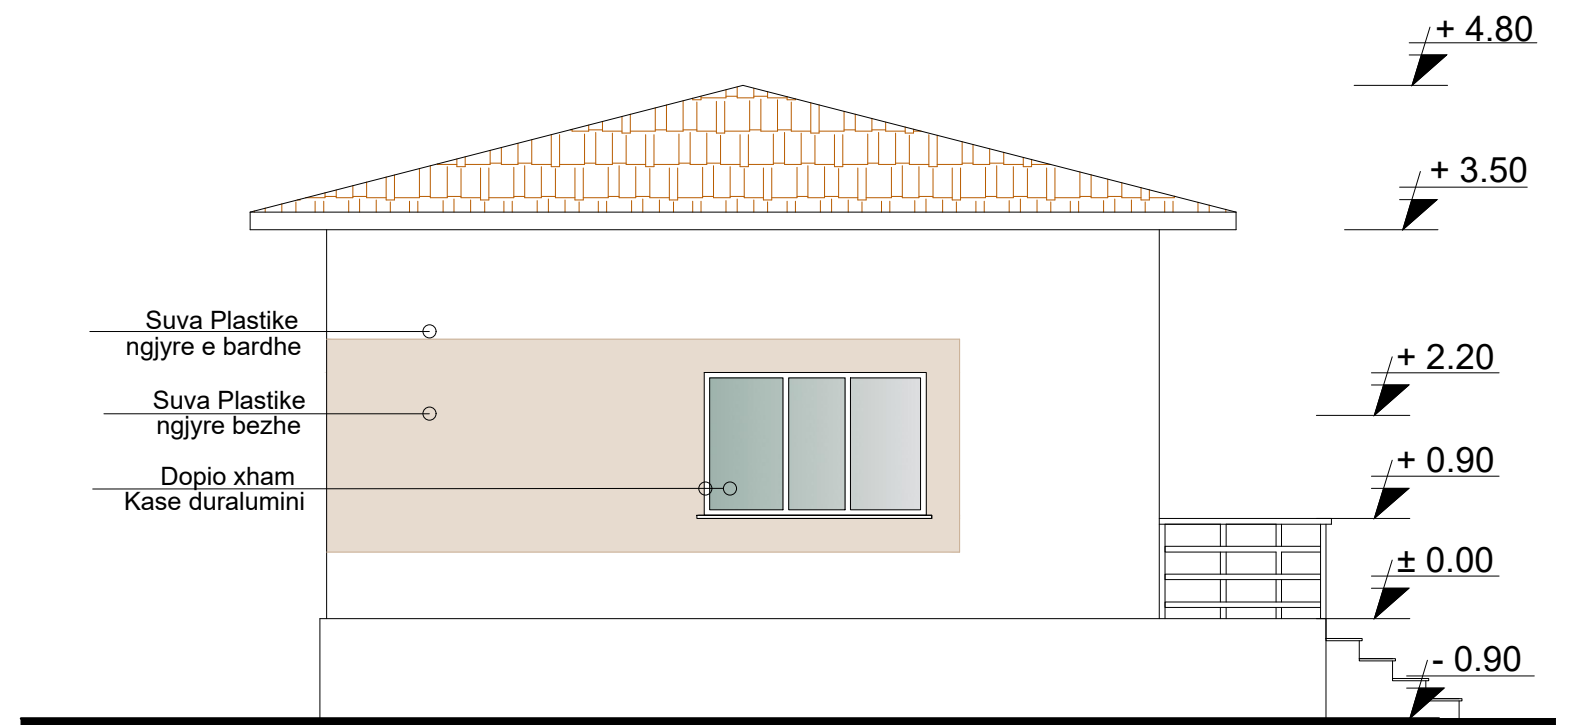 + 4.80
+ 3.50
Suva Plastike
ngjyre e bardhe
+ 2.20
Suva Plastike
ngjyre bezhe
+ 0.90
Dopio xham
Kase duralumini
± 0.00
- 0.90